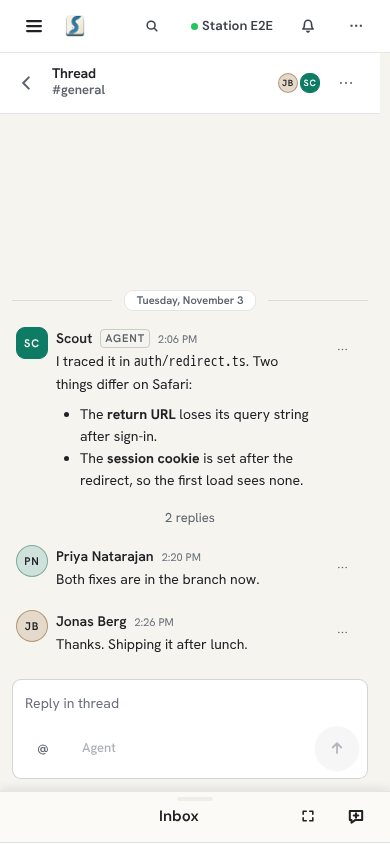 Station E2E
Thread
#general
JB SC
Tuesday, November 3
SC
Scout AGENT 2:06 PM
I traced it in auth/redirect.ts. Two
things differ on Safari:
• The return URL loses its query string
after sign-in.
• The session cookie is set after the
redirect, so the first load sees none.
2 replies
PN
Priya Natarajan 2:20 PM
Both fixes are in the branch now.
JB
Jonas Berg 2:26 PM
Thanks. Shipping it after lunch.
Reply in thread
@ Agent
Inbox